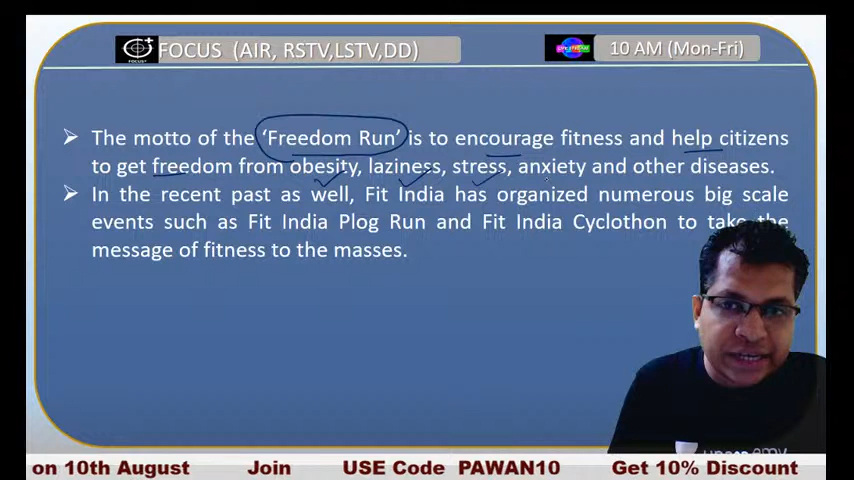 FOCUS (AIR, RSTV,LSTV,DD)
10 AM (Mon-Fri)
➤ The motto of the ‘Freedom Run’ is to encourage fitness and help citizens
to get freedom from obesity, laziness, stress, anxiety and other diseases.
➤ In the recent past as well, Fit India has organized numerous big scale
events such as Fit India Plog Run and Fit India Cyclothon to take the
message of fitness to the masses.
on 10th August Join USE Code PAWAN10 Get 10% Discount